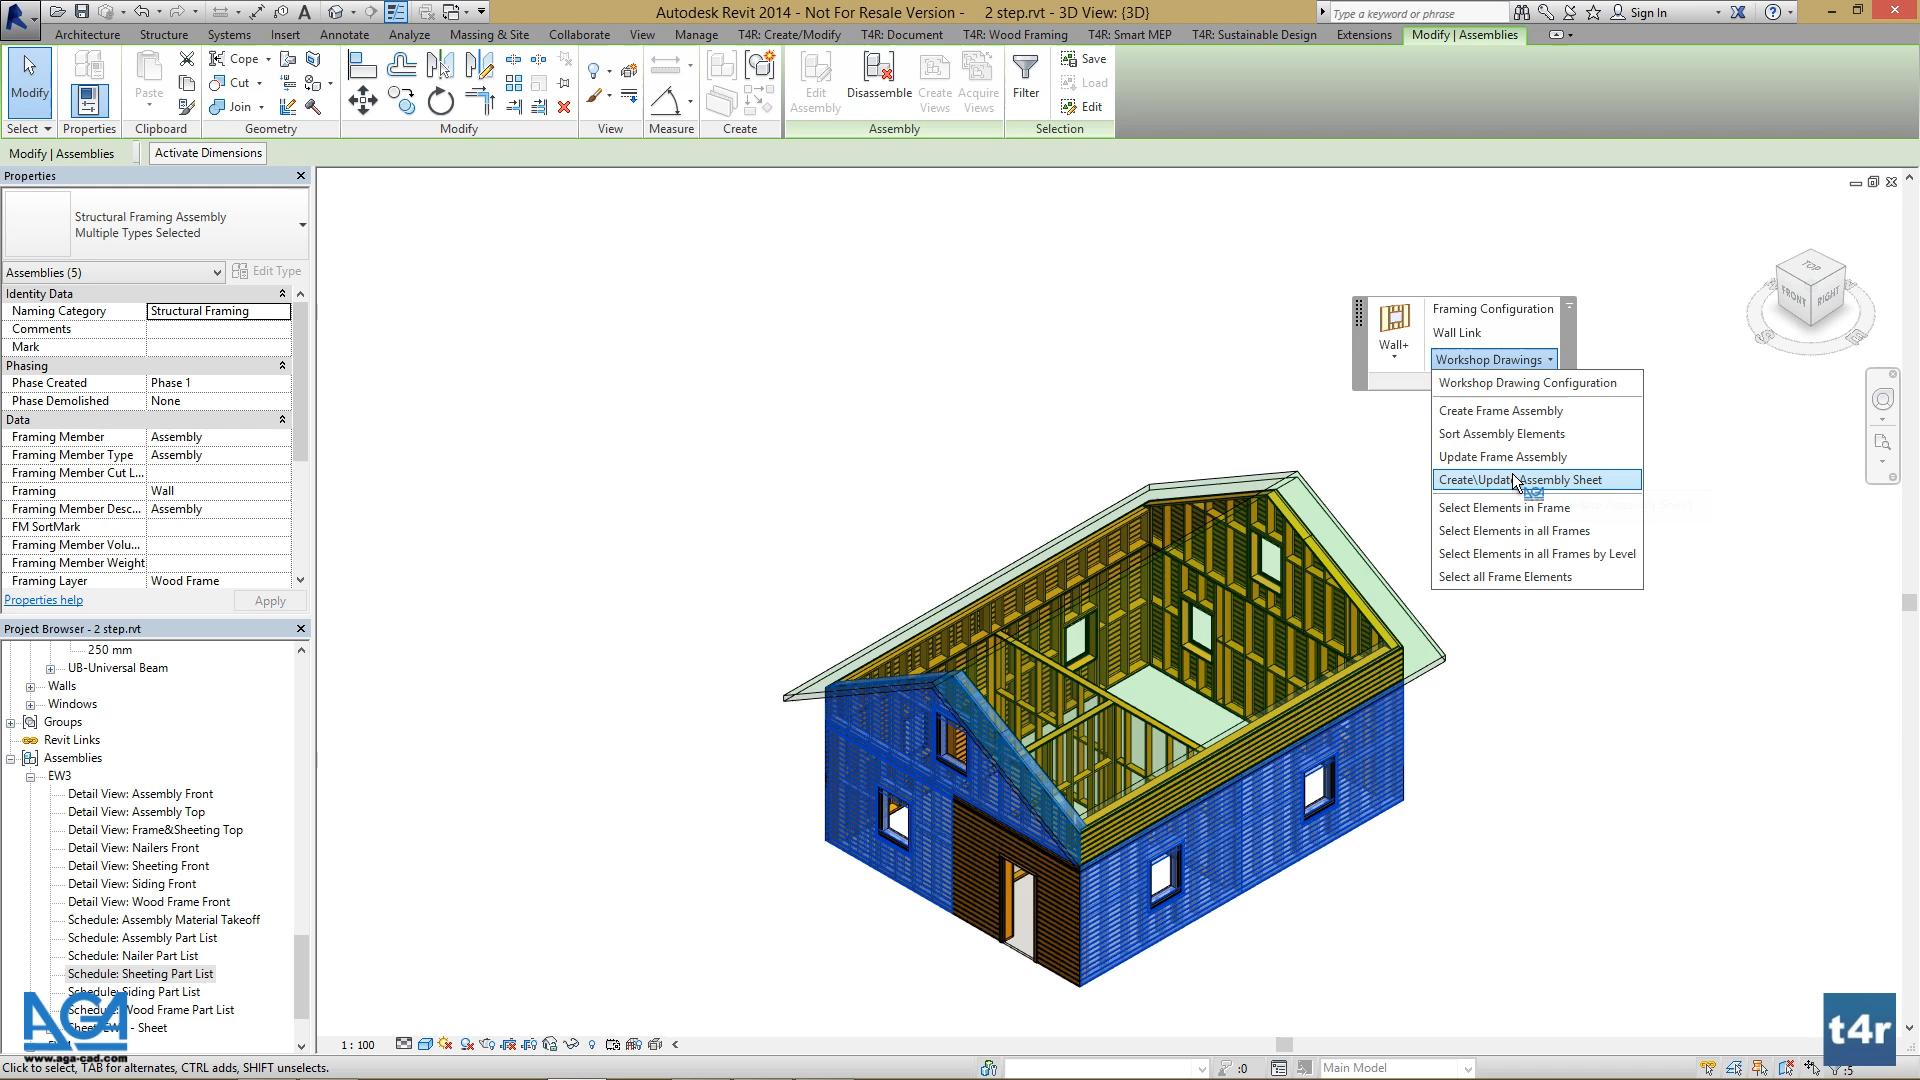 Autodesk Revit 2014 - Not For Resale Version - 2 step.rvt - 3D View: {3D}
Type a keyword or phrase
Sign In
Architecture Structure Systems Insert Annotate Analyze Massing & Site Collaborate View Manage T4R: Create/Modify T4R: Document T4R: Wood Framing T4R: Smart MEP T4R: Sustainable Design Extensions Modify | Assemblies
Modify
Select
Properties
Paste
Clipboard
Cope
Cut
Join
Geometry
Modify
View
Measure
Create
Edit Assembly
Disassemble
Create Views
Acquire Views
Assembly
Filter
Save
Load
Edit
Selection
Modify | Assemblies
Activate Dimensions
Properties
Structural Framing Assembly
Multiple Types Selected
Assemblies (5)
Edit Type
Identity Data
Naming Category Structural Framing
Comments
Mark
Phasing
Phase Created Phase 1
Phase Demolished None
Data
Framing Member Assembly
Framing Member Type Assembly
Framing Member Cut L...
Framing Wall
Framing Member Desc... Assembly
FM SortMark
Framing Member Volu...
Framing Member Weight
Framing Layer Wood Frame
Properties help
Apply
Project Browser - 2 step.rvt
250 mm
UB-Universal Beam
Walls
Windows
Groups
Revit Links
Assemblies
EW3
Detail View: Assembly Front
Detail View: Assembly Top
Detail View: Frame&Sheeting Top
Detail View: Nailers Front
Detail View: Sheeting Front
Detail View: Siding Front
Detail View: Wood Frame Front
Schedule: Assembly Material Takeoff
Schedule: Assembly Part List
Schedule: Nailer Part List
Schedule: Sheeting Part List
Schedule: Siding Part List
Schedule: Wood Frame Part List
- Sheet
AGA
www.aga-cad.com
Click to select, TAB for alternates, CTRL adds, SHIFT unselects.
Wall+
Framing Configuration
Wall Link
Workshop Drawings
Workshop Drawing Configuration
Create Frame Assembly
Sort Assembly Elements
Update Frame Assembly
Create\Update Assembly Sheet
Select Elements in Frame
Select Elements in all Frames
Select Elements in all Frames by Level
Select all Frame Elements
TOP
FRONT
RIGHT
1 : 100
:0
Main Model
:5
t4r